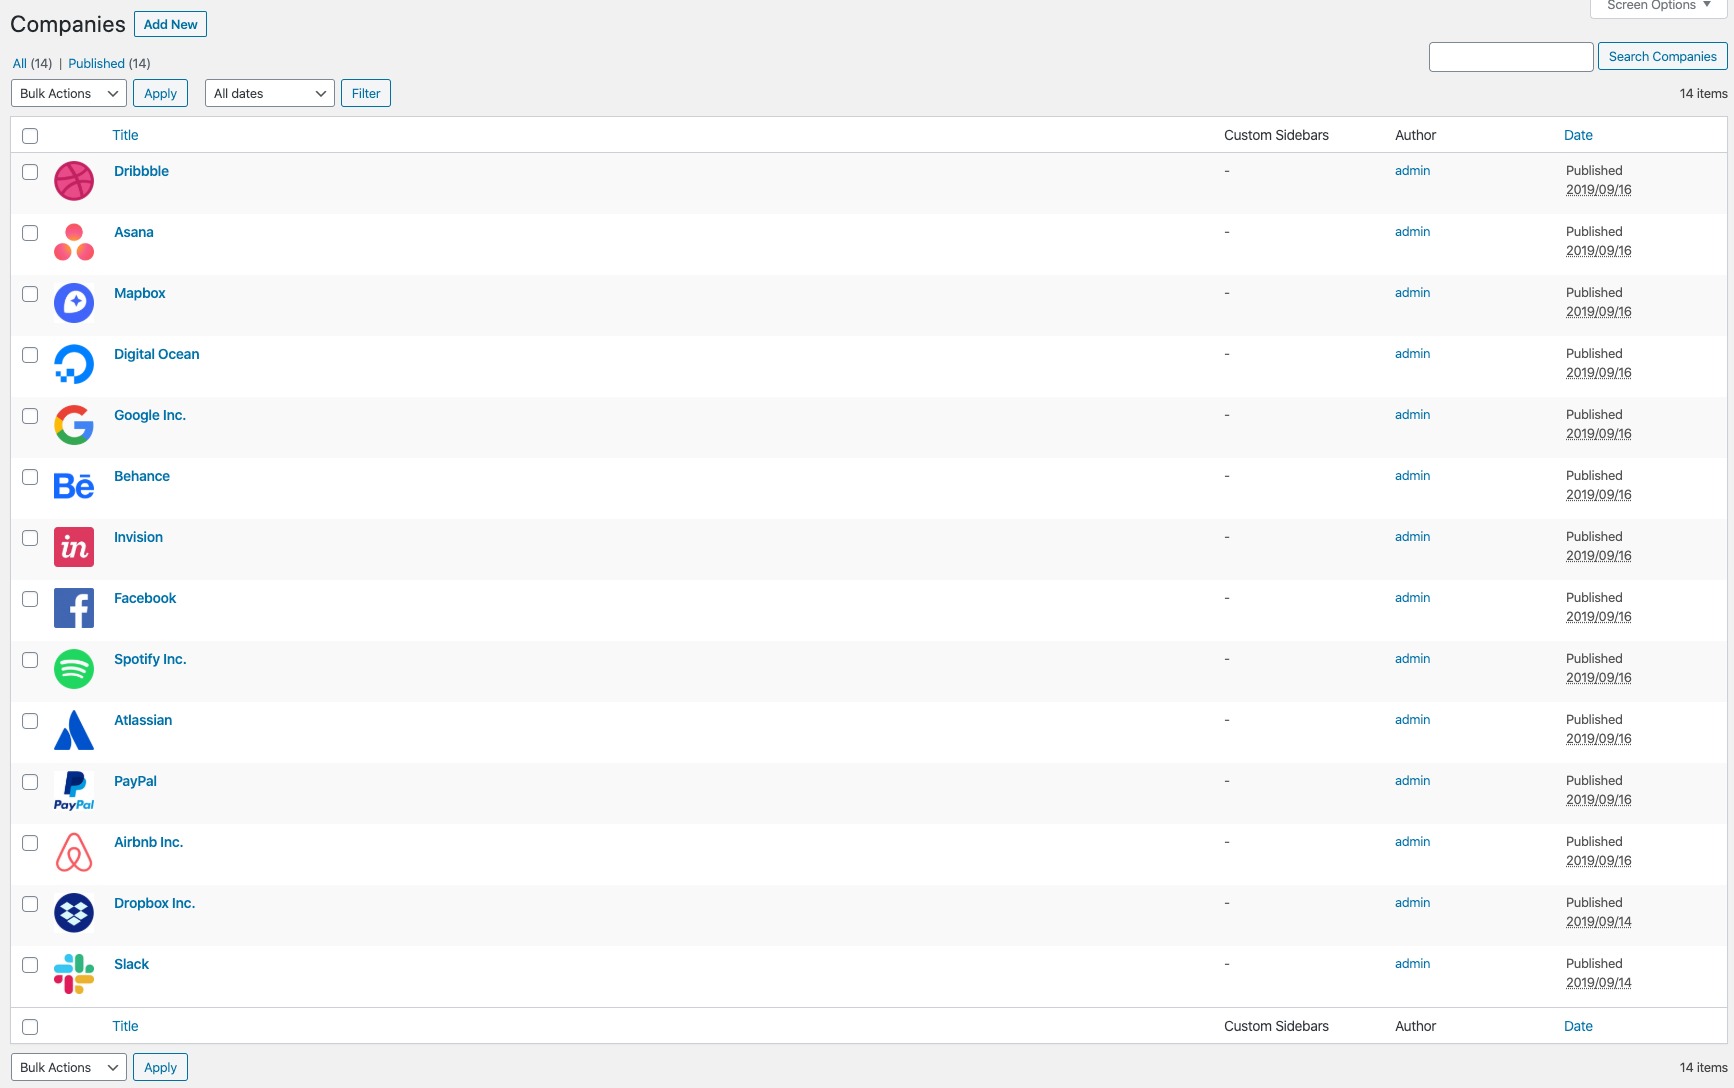 Screen Options
Companies Add New
All (14) | Published (14)
Search Companies
Bulk Actions Apply All dates Filter 14 items
Title Custom Sidebars Author Date
Dribbble - admin Published
2019/09/16
Asana - admin Published
2019/09/16
Mapbox - admin Published
2019/09/16
Digital Ocean - admin Published
2019/09/16
Google Inc. - admin Published
2019/09/16
Bē Behance - admin Published
2019/09/16
in Invision - admin Published
2019/09/16
f Facebook - admin Published
2019/09/16
Spotify Inc. - admin Published
2019/09/16
Atlassian - admin Published
2019/09/16
PayPal - admin Published
PayPal 2019/09/16
Airbnb Inc. - admin Published
2019/09/16
Dropbox Inc. - admin Published
2019/09/14
Slack - admin Published
2019/09/14
Title Custom Sidebars Author Date
Bulk Actions Apply 14 items